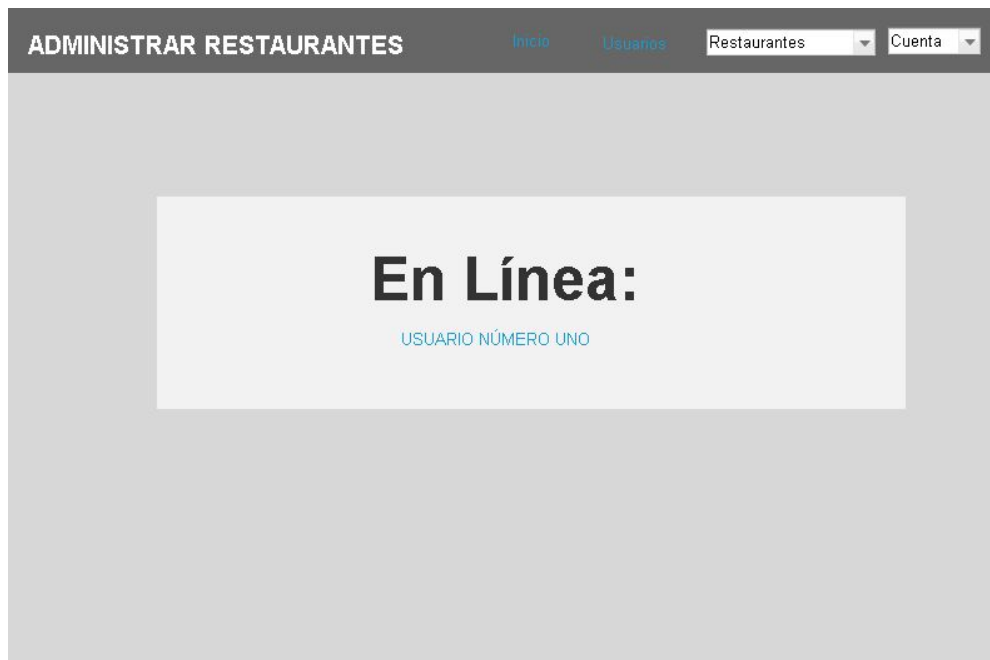 ADMINISTRAR RESTAURANTES Inicio Usuarios Restaurantes Cuenta
En Línea:
USUARIO NÚMERO UNO